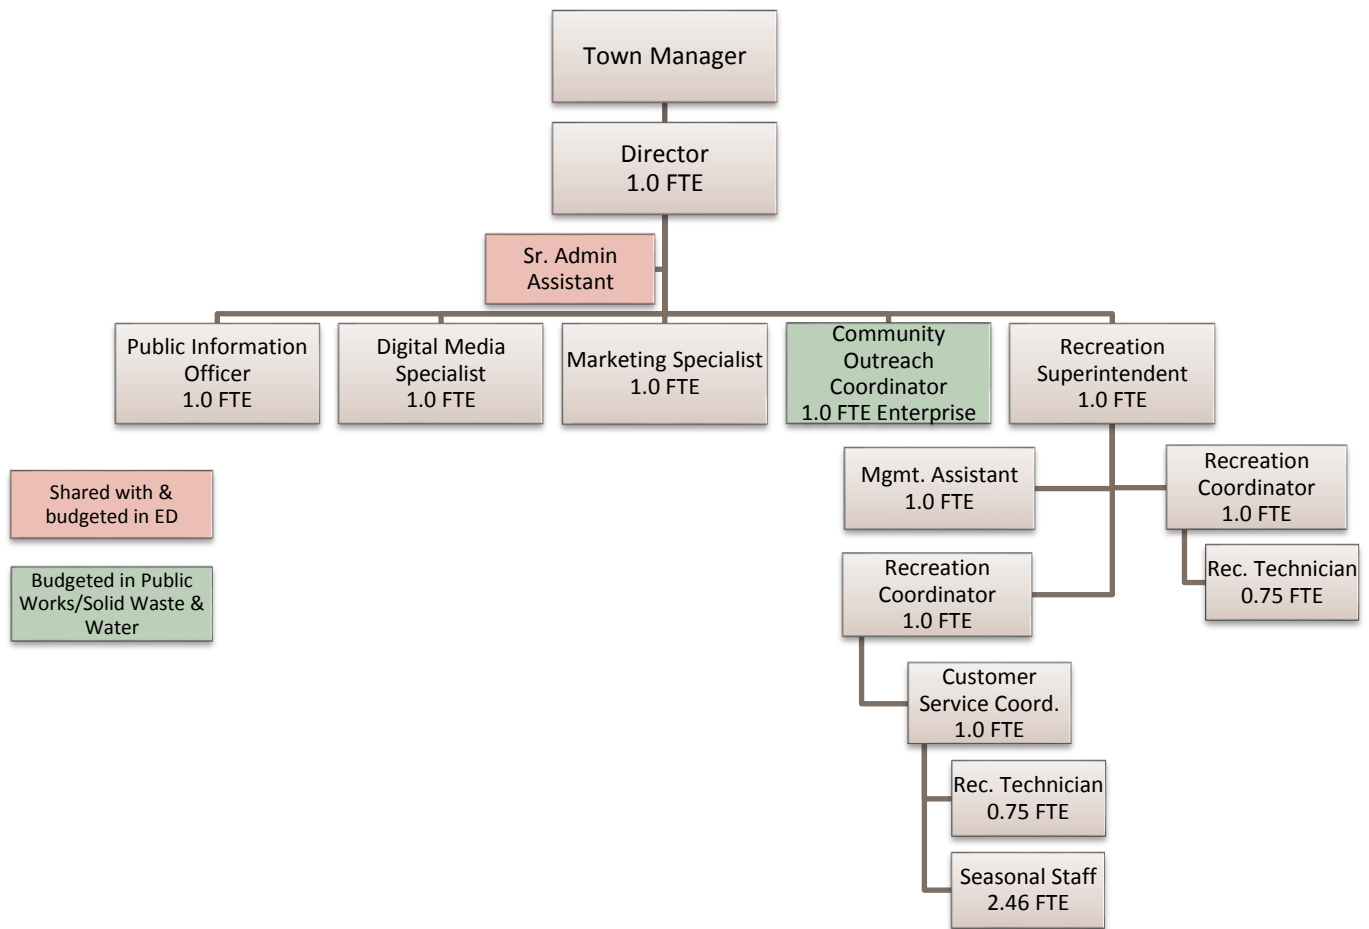 Town Manager
Director
1.0 FTE
Sr. Admin
Assistant
Public Information
Officer
1.0 FTE
Digital Media
Specialist
1.0 FTE
Marketing Specialist
1.0 FTE
Community
Outreach
Coordinator
1.0 FTE Enterprise
Recreation
Superintendent
1.0 FTE
Mgmt. Assistant
1.0 FTE
Recreation
Coordinator
1.0 FTE
Rec. Technician
0.75 FTE
Recreation
Coordinator
1.0 FTE
Customer
Service Coord.
1.0 FTE
Rec. Technician
0.75 FTE
Seasonal Staff
2.46 FTE
Shared with &
budgeted in ED
Budgeted in Public
Works/Solid Waste &
Water